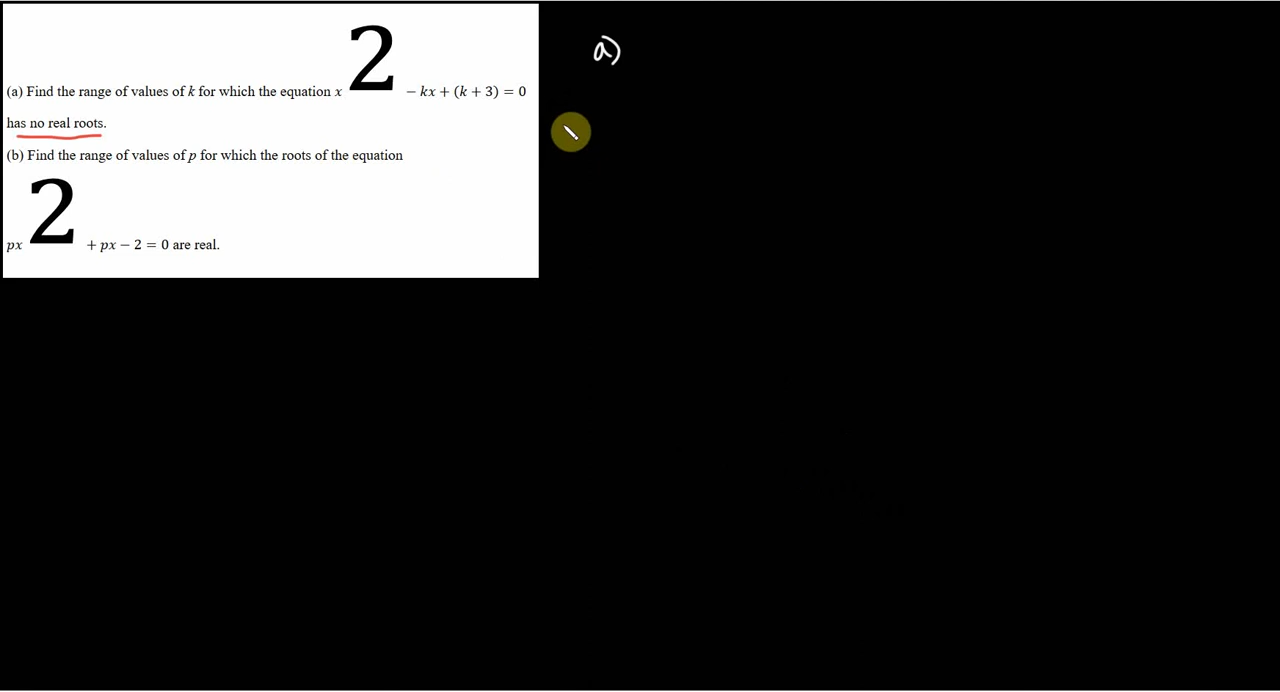 (a) Find the range of values of k for which the equation x 2 − kx + (k + 3) = 0
has no real roots.
(b) Find the range of values of p for which the roots of the equation
px 2 + px − 2 = 0 are real.
a)